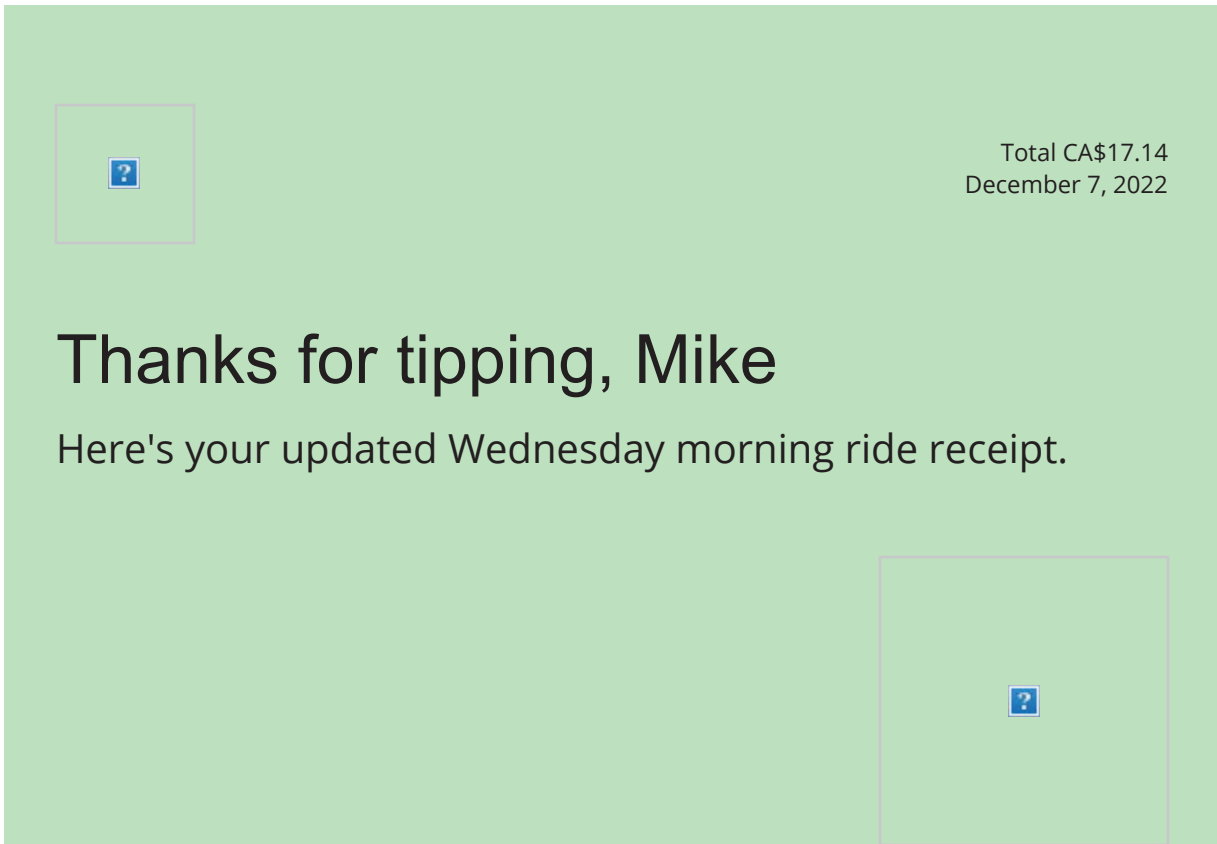 Total CA$17.14
December 7, 2022
Thanks for tipping, Mike
Here's your updated Wednesday morning ride receipt.